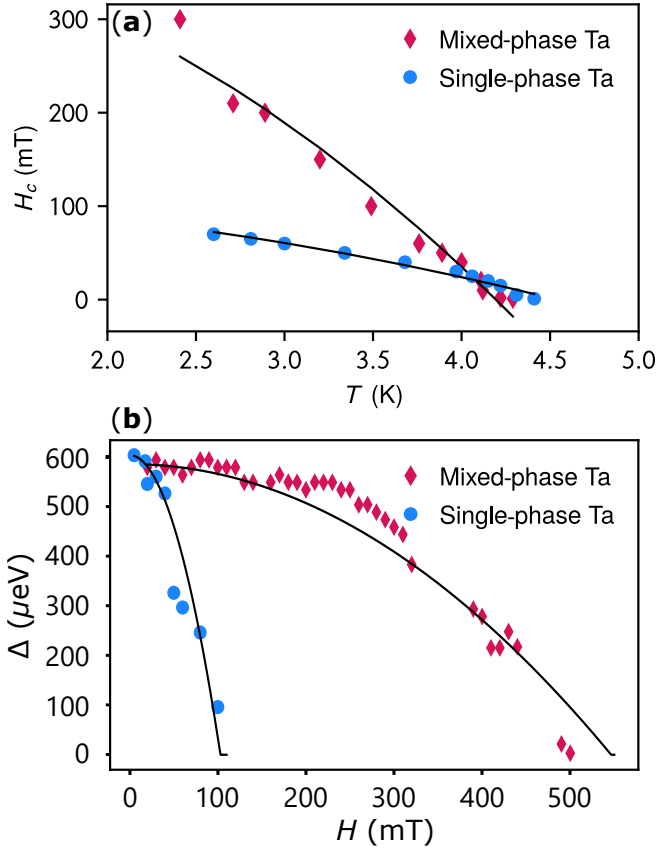 (a)
Mixed-phase Ta
Single-phase Ta
300
200
100
0
H_c (mT)
2.0 2.5 3.0 3.5 4.0 4.5 5.0
T (K)
(b)
Mixed-phase Ta
Single-phase Ta
600
500
400
300
200
100
0
Δ (μeV)
0 100 200 300 400 500
H (mT)